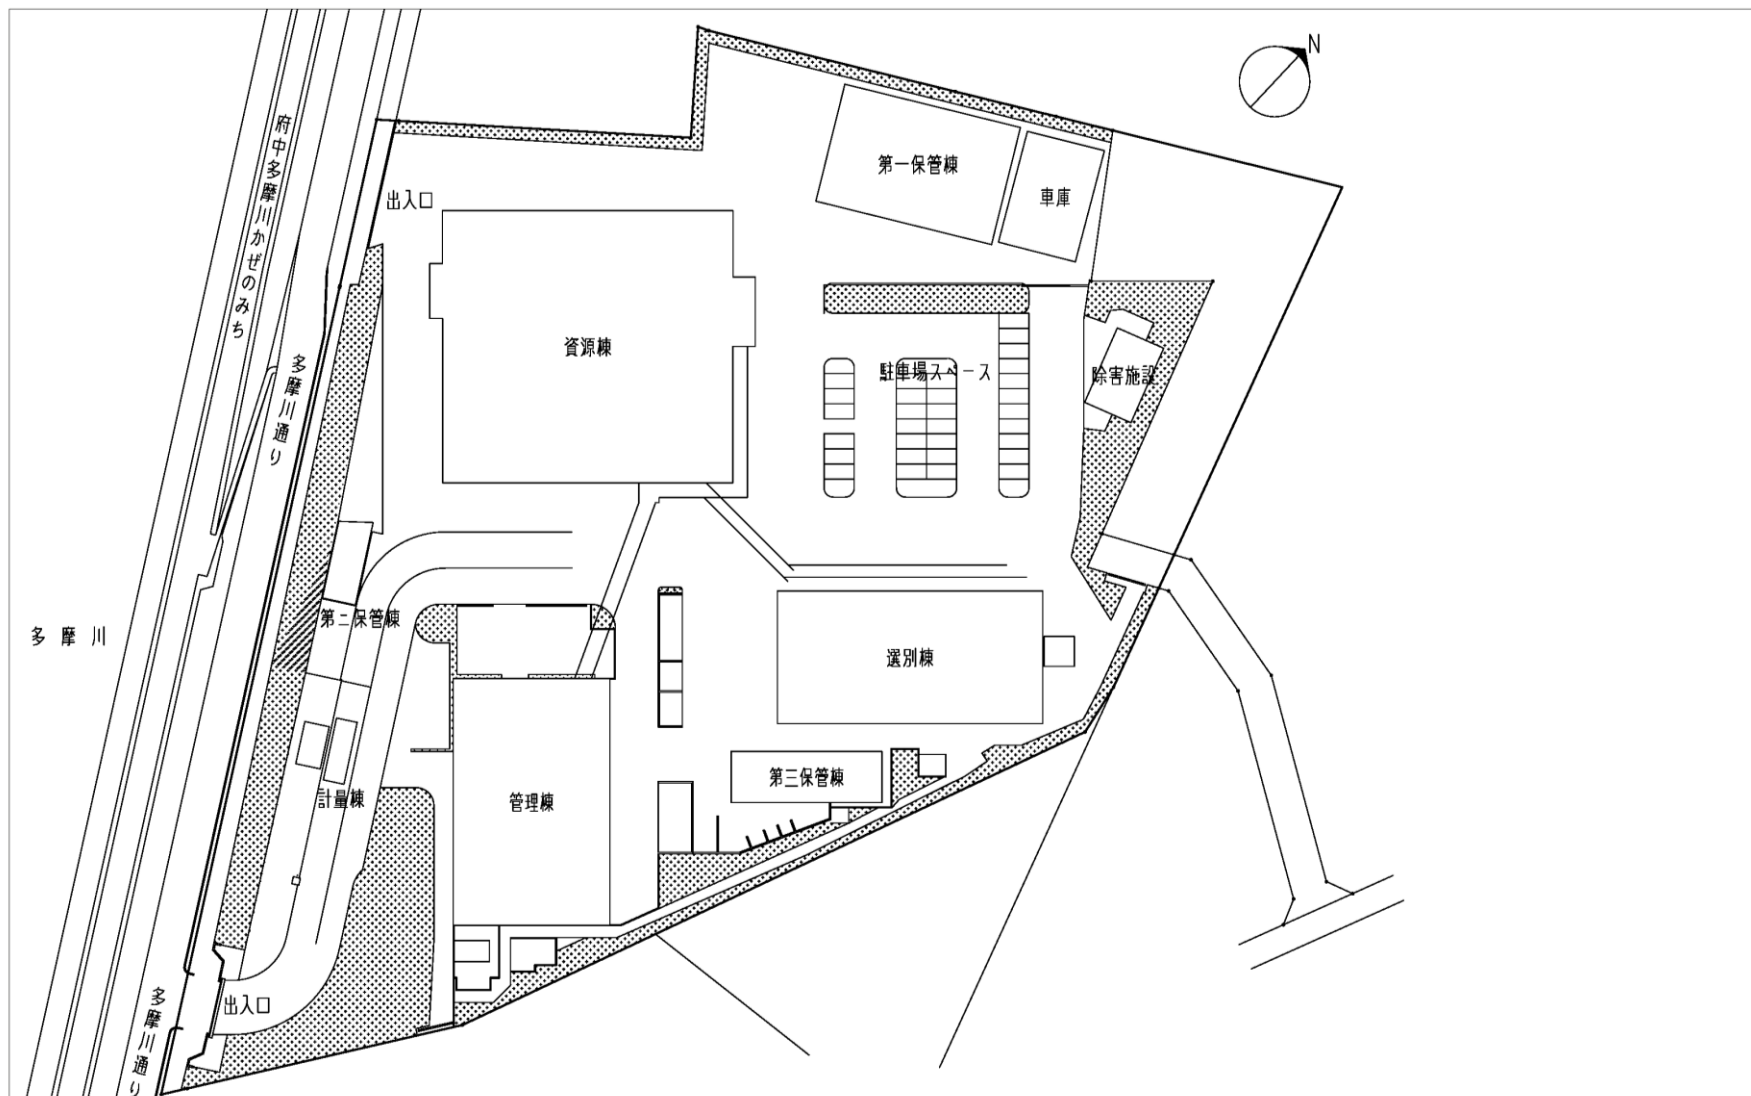 N
府中多摩川かぜのみち
第一保管棟
車庫
出入口
資源棟
多摩川通り
駐車場スペース
除害施設
第二保管棟
多摩川
選別棟
計量棟
管理棟
第三保管棟
出入口
多摩川通り